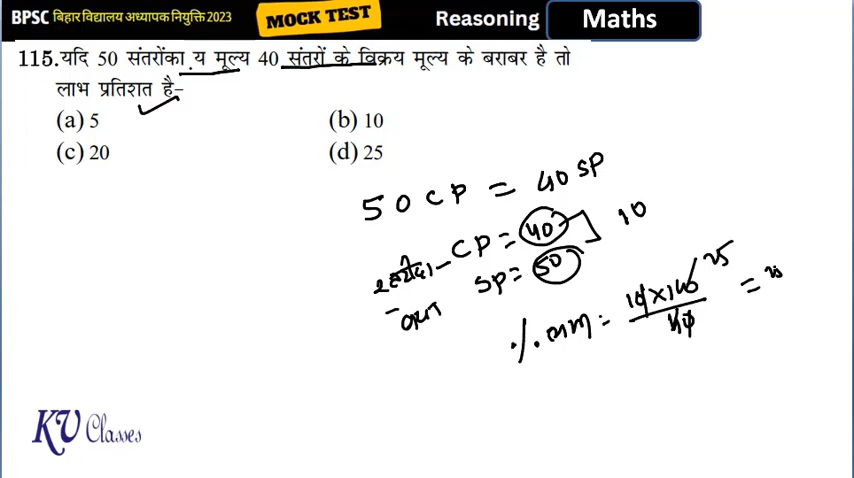 BPSC बिहार विद्यालय अध्यापक नियुक्ति 2023 MOCK TEST Reasoning Maths
115. यदि 50 संतरोंका य मूल्य 40 संतरों के विक्रय मूल्य के बराबर है तो
लाभ प्रतिशत है-
(a) 5 (b) 10
(c) 20 (d) 25
50 CP = 40 SP
CP = 40 10
SP = 50
% लाभ = 10×100/40 25 =
KV Classes